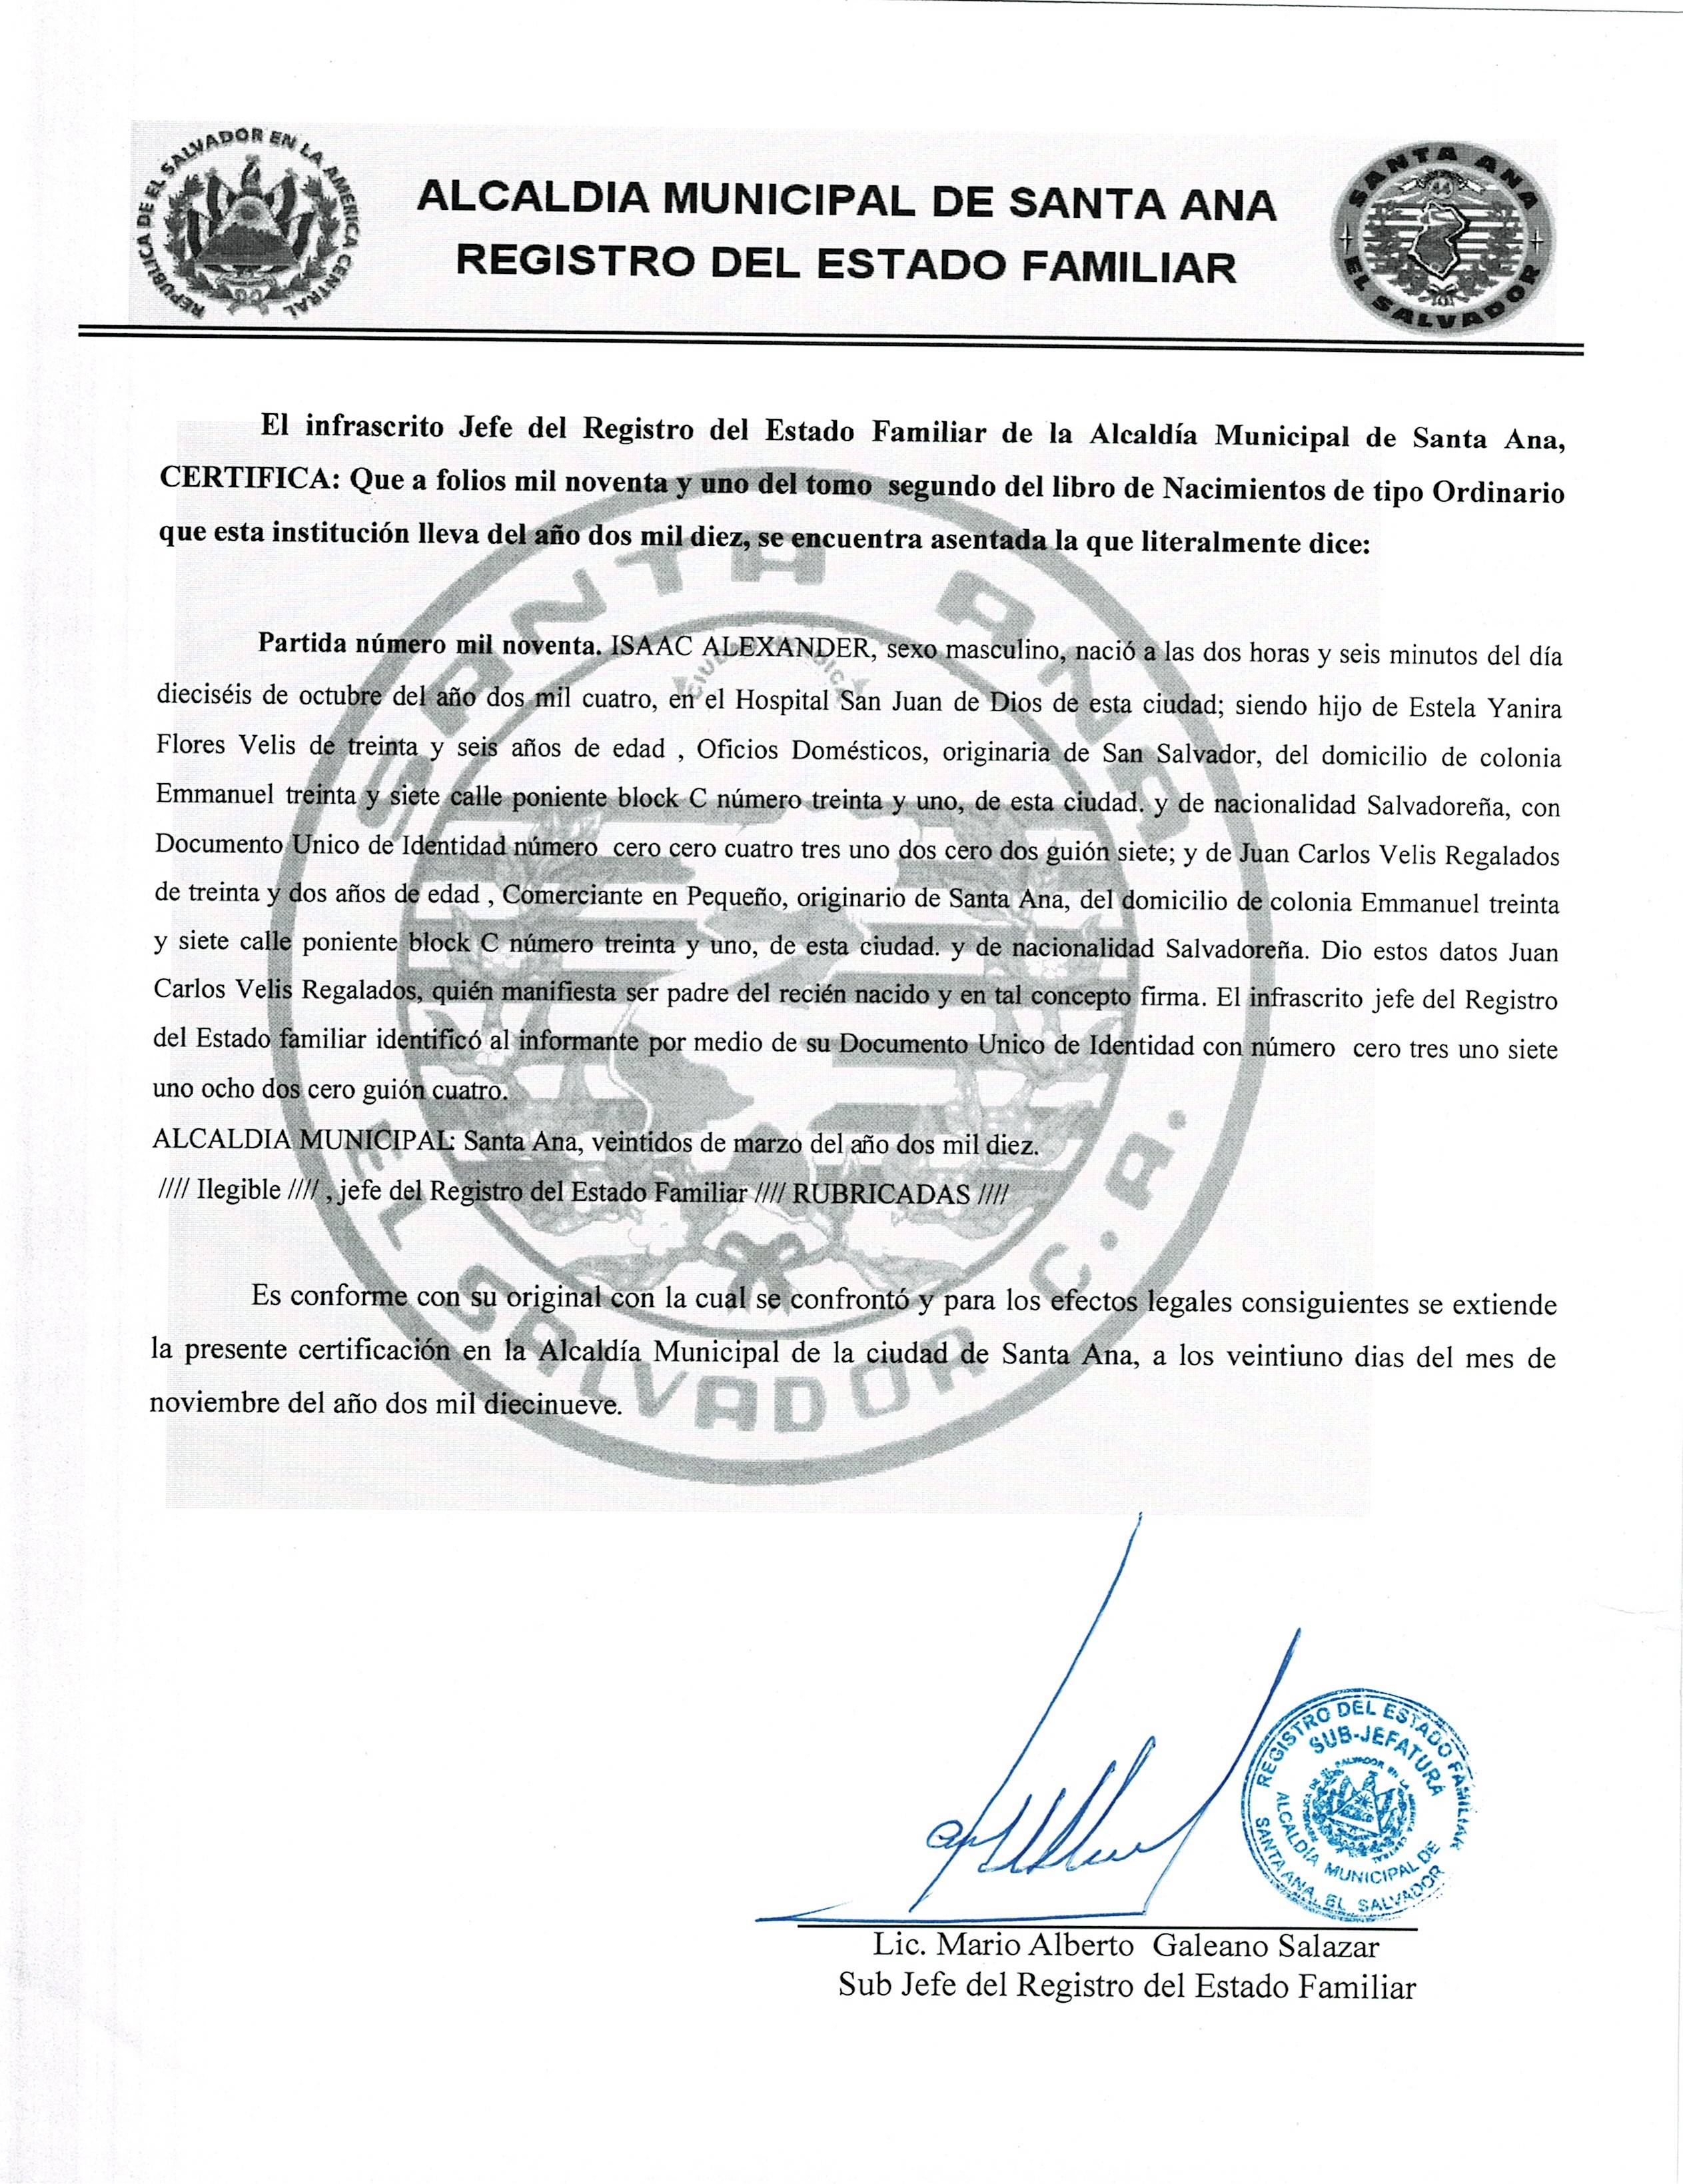 REPUBLICA DE EL SALVADOR EN LA AMERICA CENTRAL
ALCALDIA MUNICIPAL DE SANTA ANA
REGISTRO DEL ESTADO FAMILIAR
SANTA ANA
EL SALVADOR
El infrascrito Jefe del Registro del Estado Familiar de la Alcaldía Municipal de Santa Ana,
CERTIFICA: Que a folios mil noventa y uno del tomo segundo del libro de Nacimientos de tipo Ordinario
que esta institución lleva del año dos mil diez, se encuentra asentada la que literalmente dice:
Partida número mil noventa. ISAAC ALEXANDER, sexo masculino, nació a las dos horas y seis minutos del día
dieciséis de octubre del año dos mil cuatro, en el Hospital San Juan de Dios de esta ciudad; siendo hijo de Estela Yanira
Flores Velis de treinta y seis años de edad , Oficios Domésticos, originaria de San Salvador, del domicilio de colonia
Emmanuel treinta y siete calle poniente block C número treinta y uno, de esta ciudad. y de nacionalidad Salvadoreña, con
Documento Unico de Identidad número cero cero cuatro tres uno dos cero dos guión siete; y de Juan Carlos Velis Regalados
de treinta y dos años de edad , Comerciante en Pequeño, originario de Santa Ana, del domicilio de colonia Emmanuel treinta
y siete calle poniente block C número treinta y uno, de esta ciudad. y de nacionalidad Salvadoreña. Dio estos datos Juan
Carlos Velis Regalados, quién manifiesta ser padre del recién nacido y en tal concepto firma. El infrascrito jefe del Registro
del Estado familiar identificó al informante por medio de su Documento Unico de Identidad con número cero tres uno siete
uno ocho dos cero guión cuatro.
ALCALDIA MUNICIPAL: Santa Ana, veintidos de marzo del año dos mil diez.
//// Ilegible //// , jefe del Registro del Estado Familiar //// RUBRICADAS ////
Es conforme con su original con la cual se confrontó y para los efectos legales consiguientes se extiende
la presente certificación en la Alcaldía Municipal de la ciudad de Santa Ana, a los veintiuno dias del mes de
noviembre del año dos mil diecinueve.
SANTA ANA
EL SALVADOR C.A.
REGISTRO DEL ESTADO FAMILIAR
SUB-JEFATURA
ALCALDÍA MUNICIPAL DE
SANTA ANA, EL SALVADOR
Lic. Mario Alberto Galeano Salazar
Sub Jefe del Registro del Estado Familiar